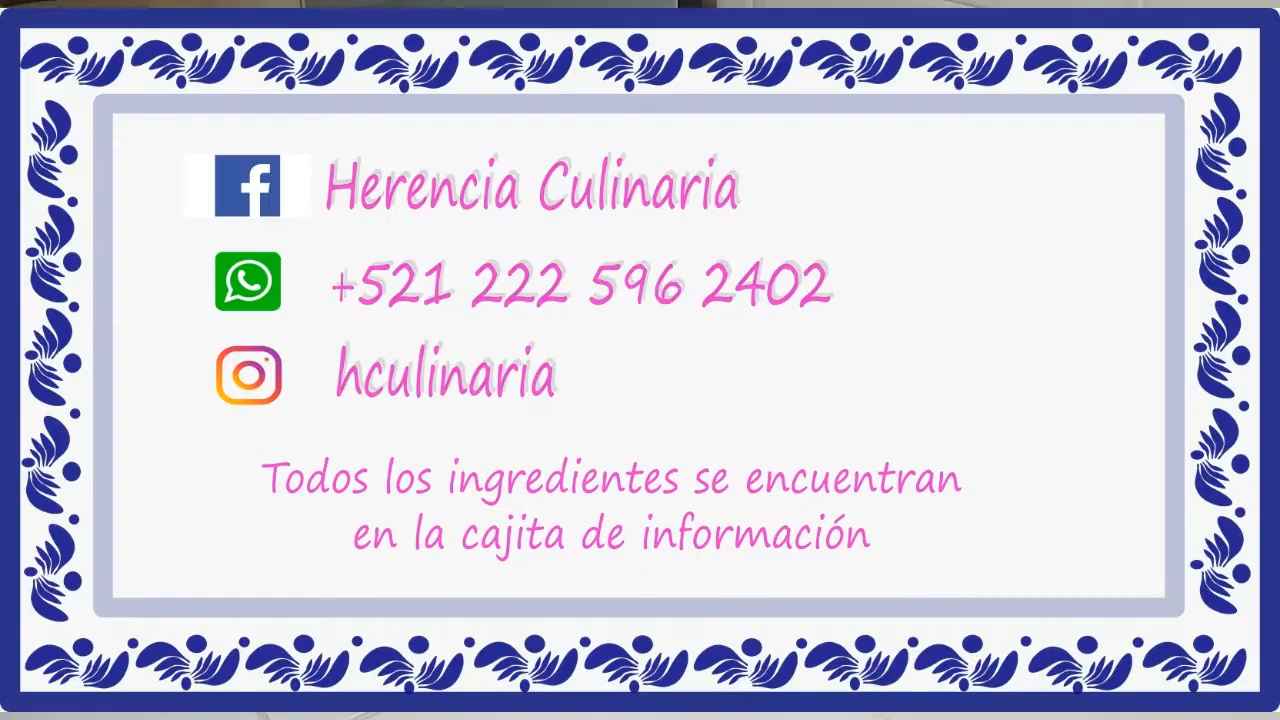 Herencia Culinaria
+521 222 596 2402
hculinaria
Todos los ingredientes se encuentran
en la cajita de información